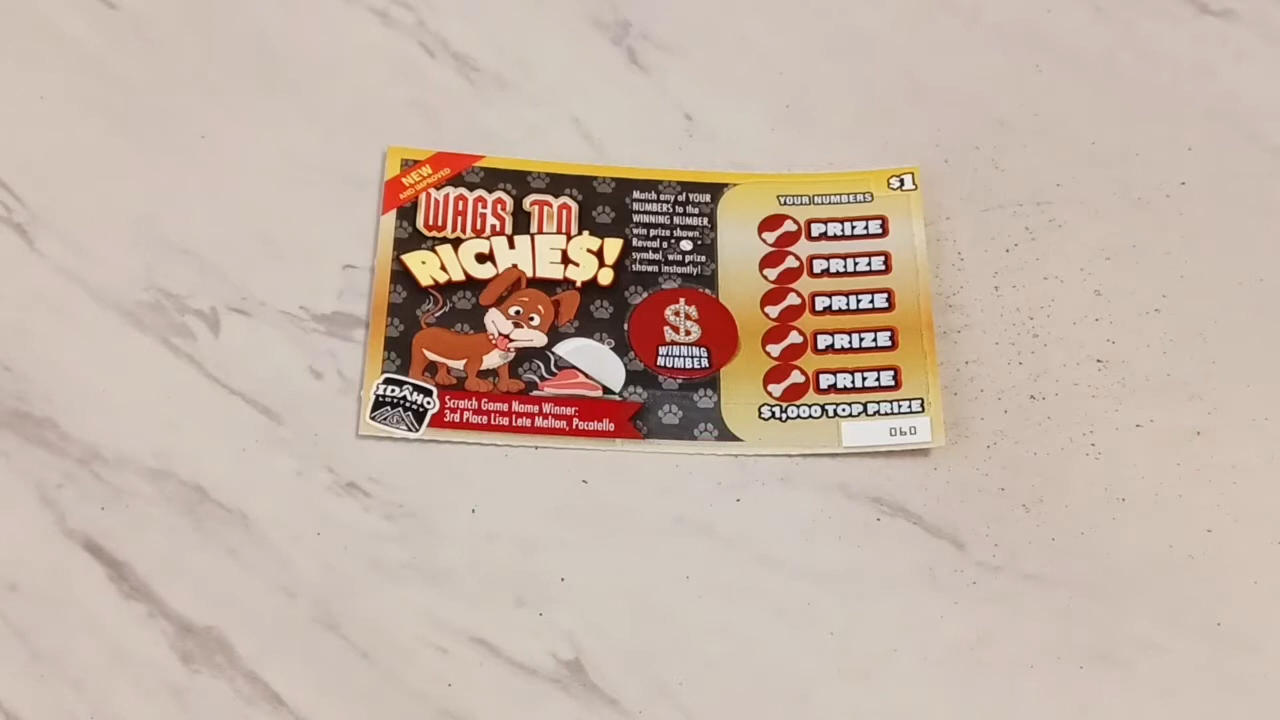 NEW
AND IMPROVED
WAGS TO
RICHE$!
Match any of YOUR
NUMBERS to the
WINNING NUMBER,
win prize shown.
Reveal a " "
symbol, win prize
shown instantly!
$
WINNING
NUMBER
$1
YOUR NUMBERS
PRIZE
PRIZE
PRIZE
PRIZE
PRIZE
$1,000 TOP PRIZE
060
IDAHO
LOTTERY
Scratch Game Name Winner:
3rd Place Lisa Lete Melton, Pocatello